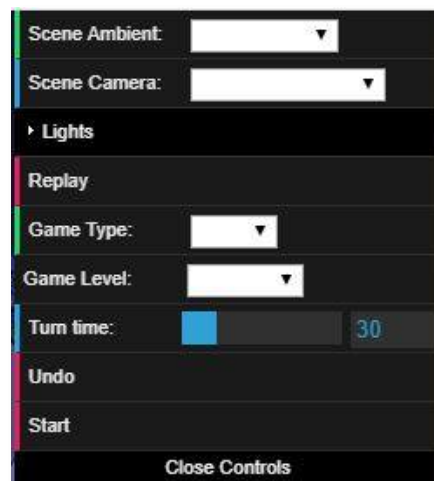 Scene Ambient:
Scene Camera:
Lights
Replay
Game Type:
Game Level:
Turn time: 30
Undo
Start
Close Controls